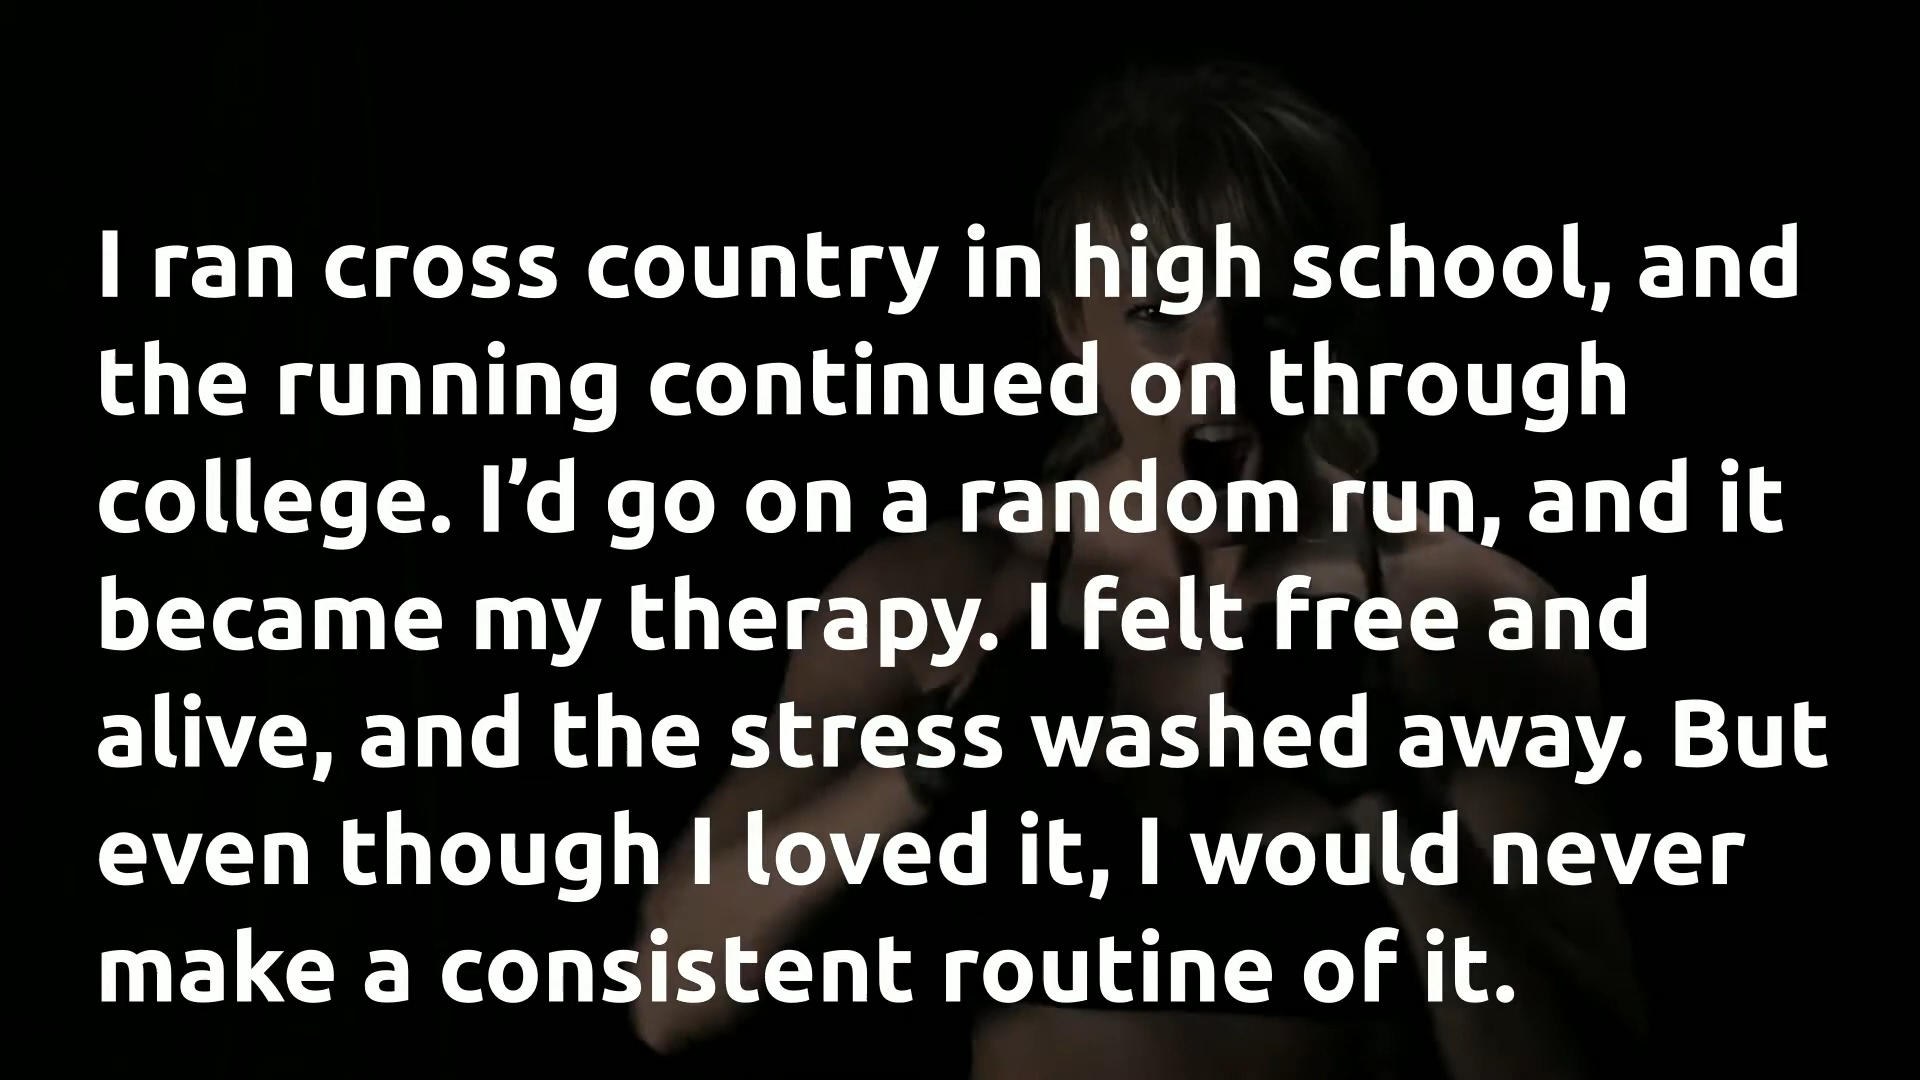 I ran cross country in high school, and
the running continued on through
college. I’d go on a random run, and it
became my therapy. I felt free and
alive, and the stress washed away. But
even though I loved it, I would never
make a consistent routine of it.